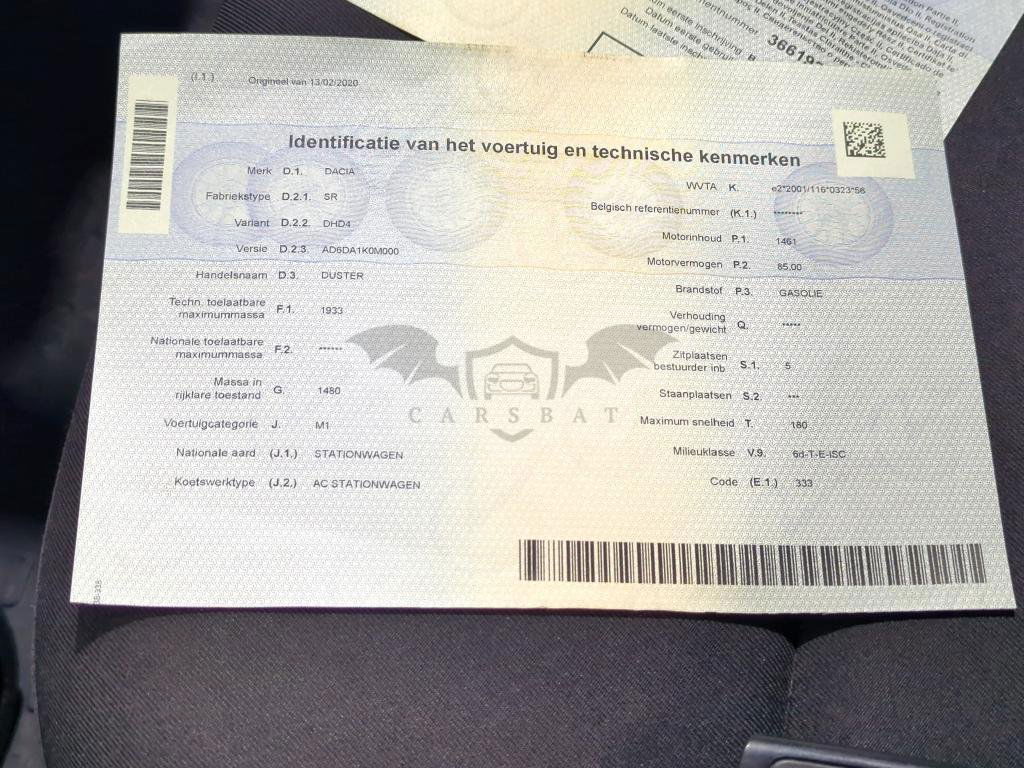 (I.1.) Origineel van 13/02/2020
Identificatie van het voertuig en technische kenmerken
Merk D.1. DACIA
Fabriekstype D.2.1. SR
Variant D.2.2. DHD4
Versie D.2.3. AD6DA1K0M000
Handelsnaam D.3. DUSTER
Techn. toelaatbare
maximummassa F.1. 1933
Nationale toelaatbare
maximummassa F.2. ******
Massa in
rijklare toestand G. 1480
Voertuigcategorie J. M1
Nationale aard (J.1.) STATIONWAGEN
Koetswerktype (J.2.) AC STATIONWAGEN
WVTA K. e2*2001/116*0323*56
Belgisch referentienummer (K.1.) ********
Motorinhoud P.1. 1461
Motorvermogen P.2. 85.00
Brandstof P.3. GASOLIE
Verhouding
vermogen/gewicht Q. *****
Zitplaatsen
bestuurder inb S.1. 5
Staanplaatsen S.2. ***
Maximum snelheid T. 180
Milieuklasse V.9. 6d-T-E-ISC
Code (E.1.) 333
CARSBAT
Datum eerste gebruik
36619